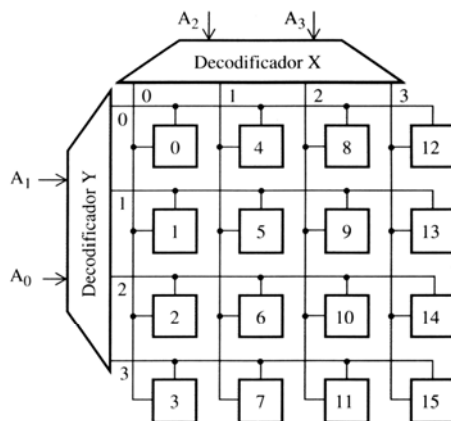 A2 A3
Decodificador X
0 1 2 3
0
0 4 8 12
A1
Decodificador Y
1
1 5 9 13
A0
2
2 6 10 14
3
3 7 11 15